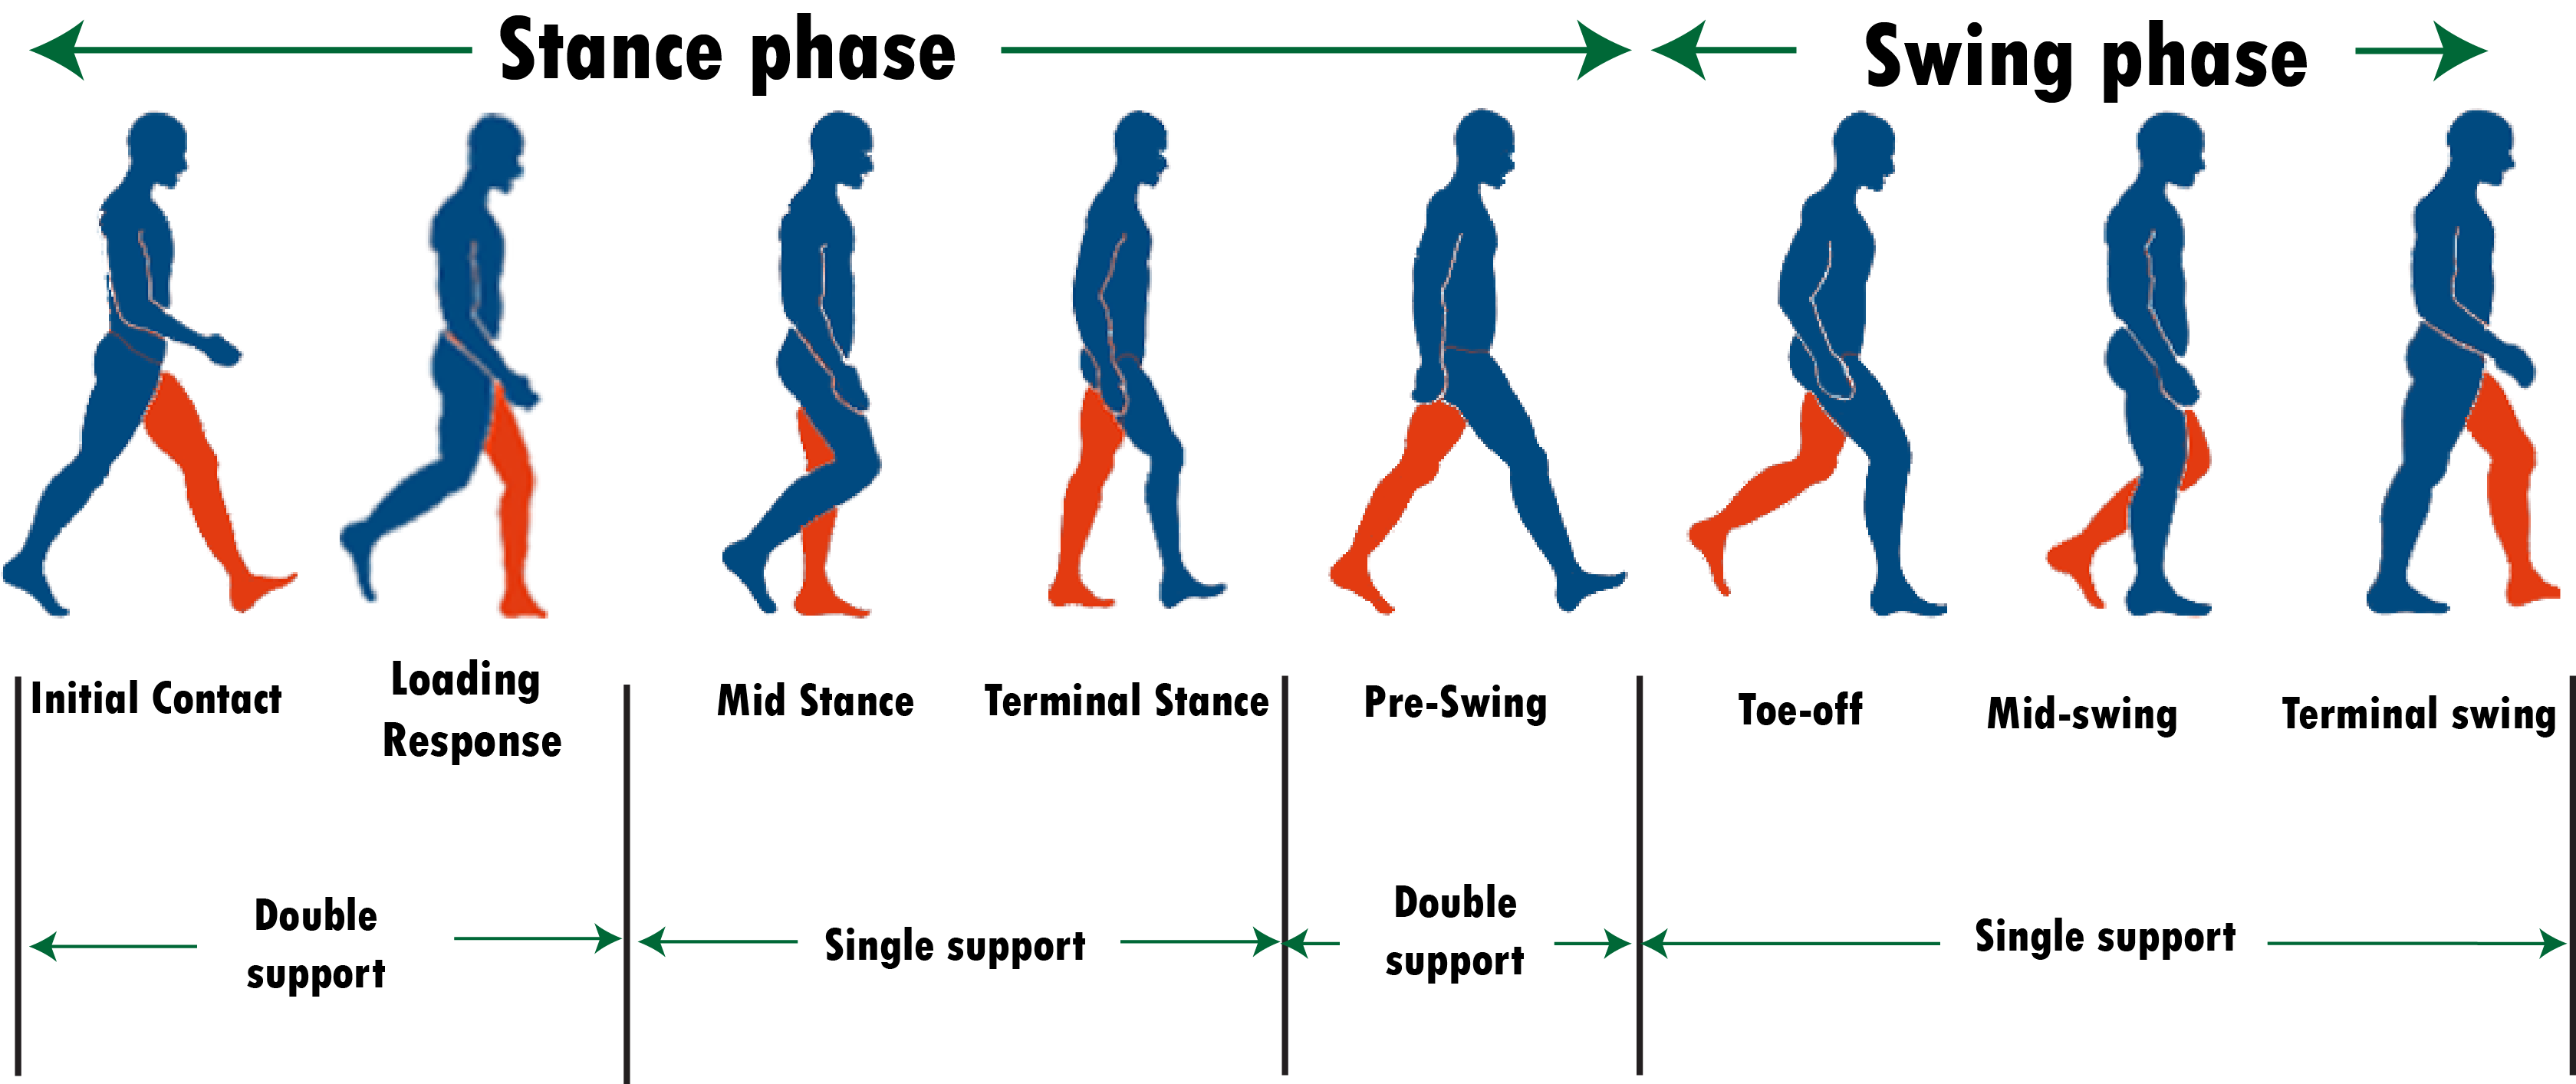 Stance phase
Swing phase
Initial Contact
Loading
Response
Mid Stance
Terminal Stance
Pre-Swing
Toe-off
Mid-swing
Terminal swing
Double
support
Single support
Double
support
Single support